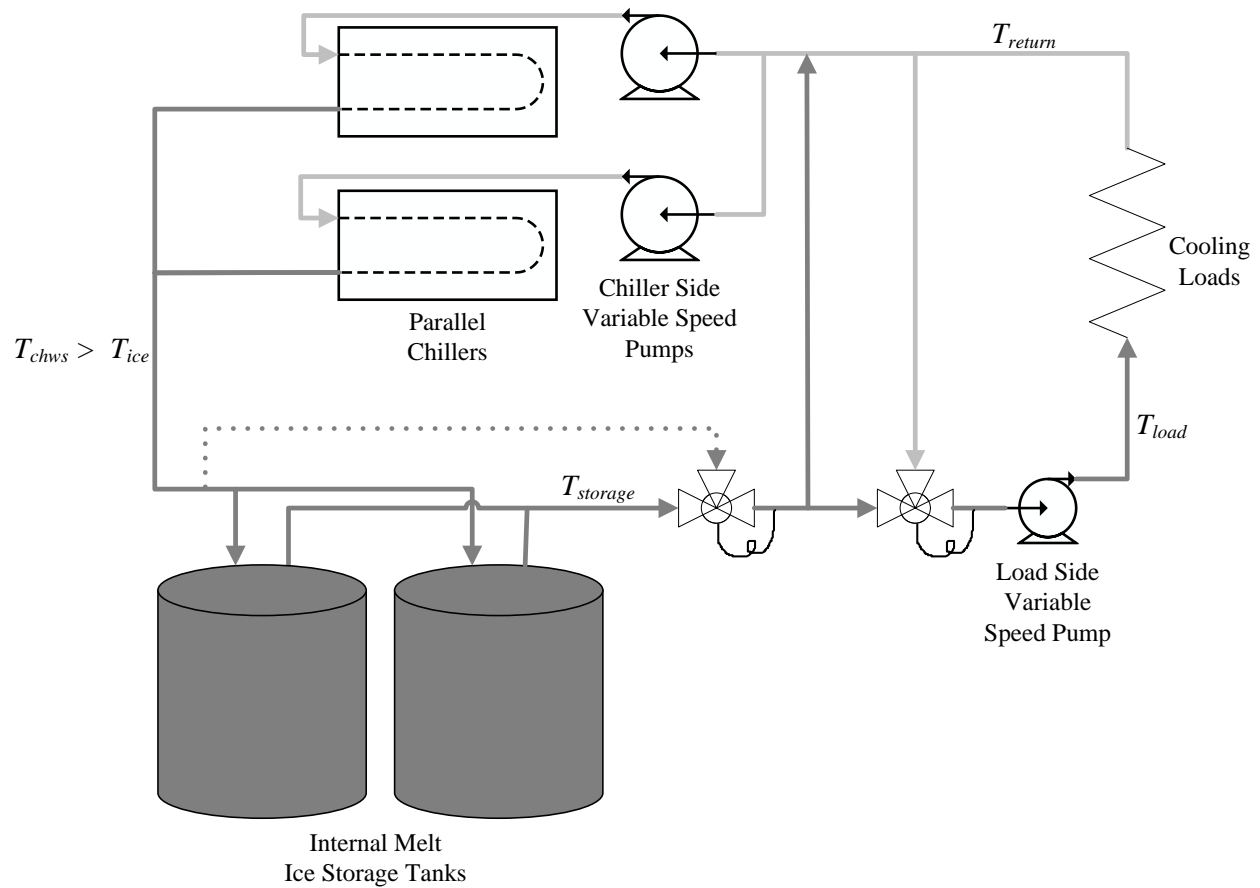 T_return
Cooling
Loads
Chiller Side
Variable Speed
Pumps
Parallel
Chillers
T_chws > T_ice
T_load
T_storage
Load Side
Variable
Speed Pump
Internal Melt
Ice Storage Tanks